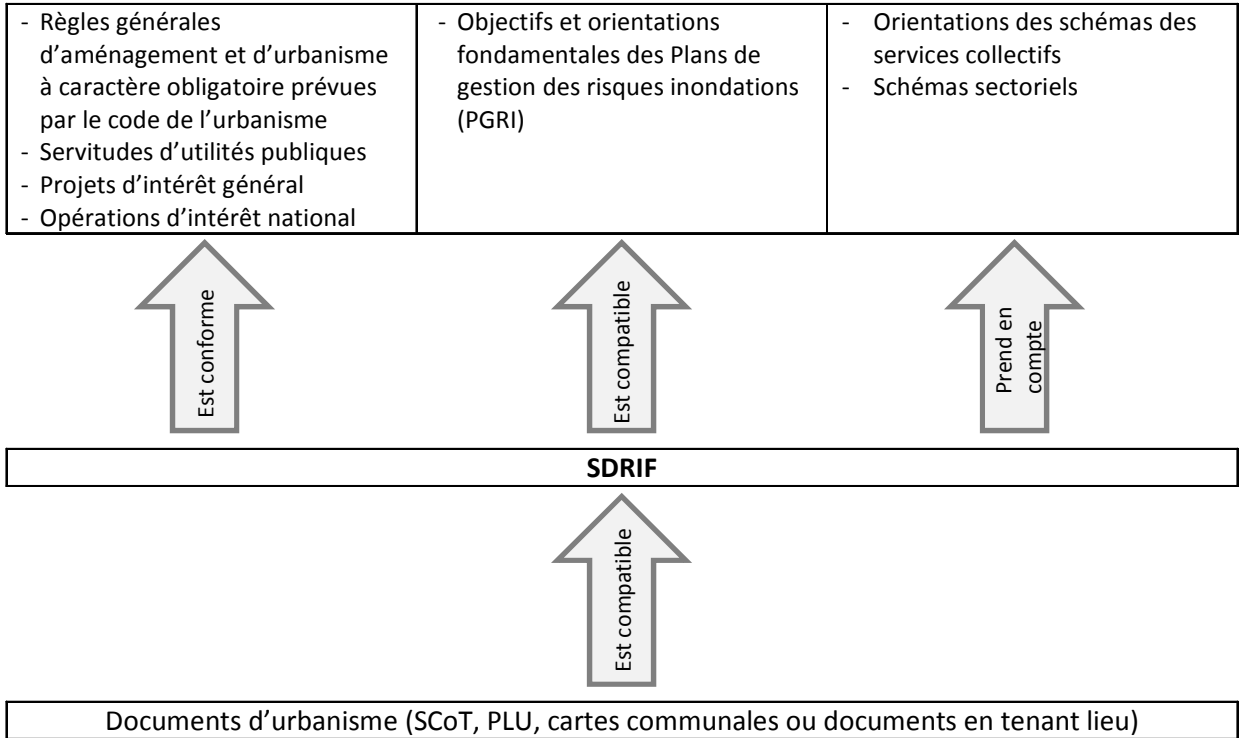 - Règles générales
d’aménagement et d’urbanisme
à caractère obligatoire prévues
par le code de l’urbanisme
- Servitudes d’utilités publiques
- Projets d’intérêt général
- Opérations d’intérêt national
- Objectifs et orientations
fondamentales des Plans de
gestion des risques inondations
(PGRI)
- Orientations des schémas des
services collectifs
- Schémas sectoriels
Est conforme
Est compatible
Prend en
compte
SDRIF
Est compatible
Documents d’urbanisme (SCoT, PLU, cartes communales ou documents en tenant lieu)